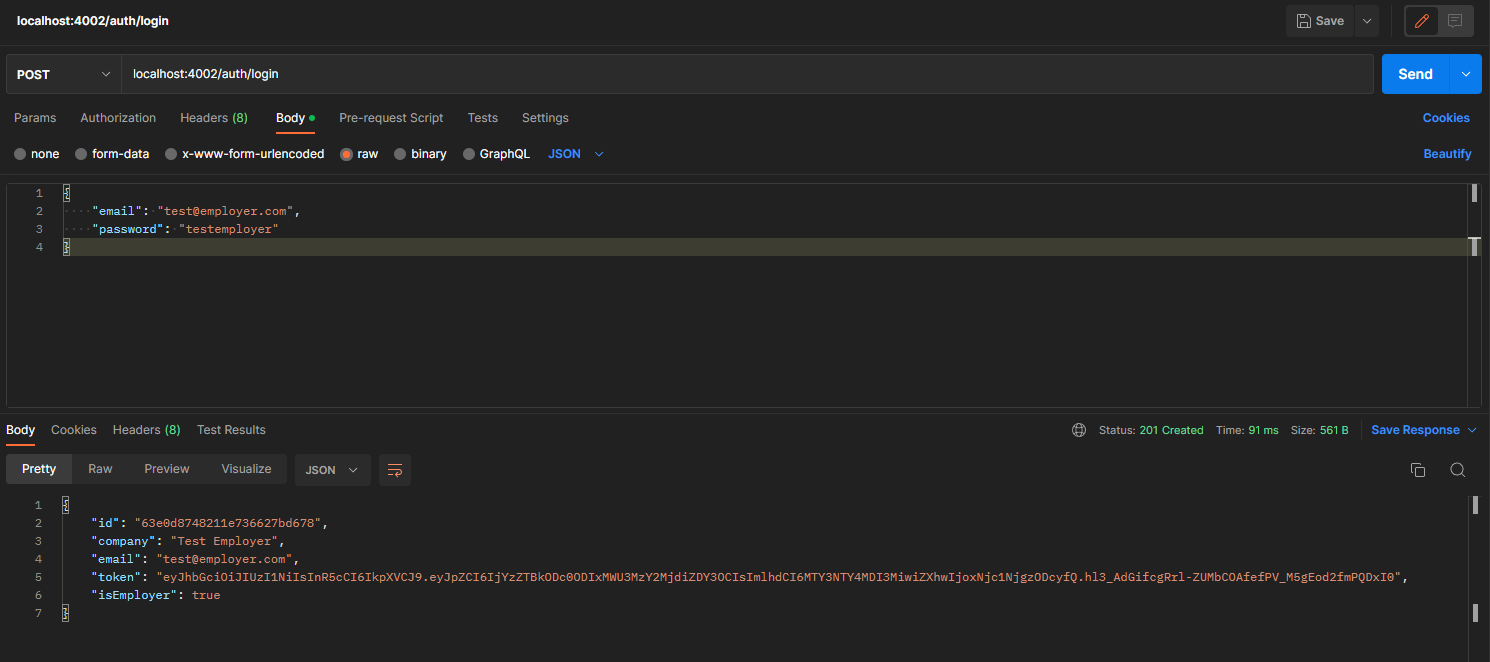 localhost:4002/auth/login
Save
POST
localhost:4002/auth/login
Send
Params Authorization Headers (8) Body Pre-request Script Tests Settings Cookies
none form-data x-www-form-urlencoded raw binary GraphQL JSON Beautify
1 {
2 "email": "test@employer.com",
3 "password": "testemployer"
4 }
Body Cookies Headers (8) Test Results Status: 201 Created Time: 91 ms Size: 561 B Save Response
Pretty Raw Preview Visualize JSON
1 {
2 "id": "63e0d8748211e736627bd678",
3 "company": "Test Employer",
4 "email": "test@employer.com",
5 "token": "eyJhbGciOiJIUzI1NiIsInR5cCI6IkpXVCJ9.eyJpZCI6IjYzZTBkODc0ODIxMWU3MzY2MjdiZDY3OCIsImlhdCI6MTY3NTY4MDI3MiwiZXhwIjoxNjc1NjgzODcyfQ.hl3_AdGifcgRrl-ZUMbCOAfefPV_M5gEod2fmPQDxI0",
6 "isEmployer": true
7 }